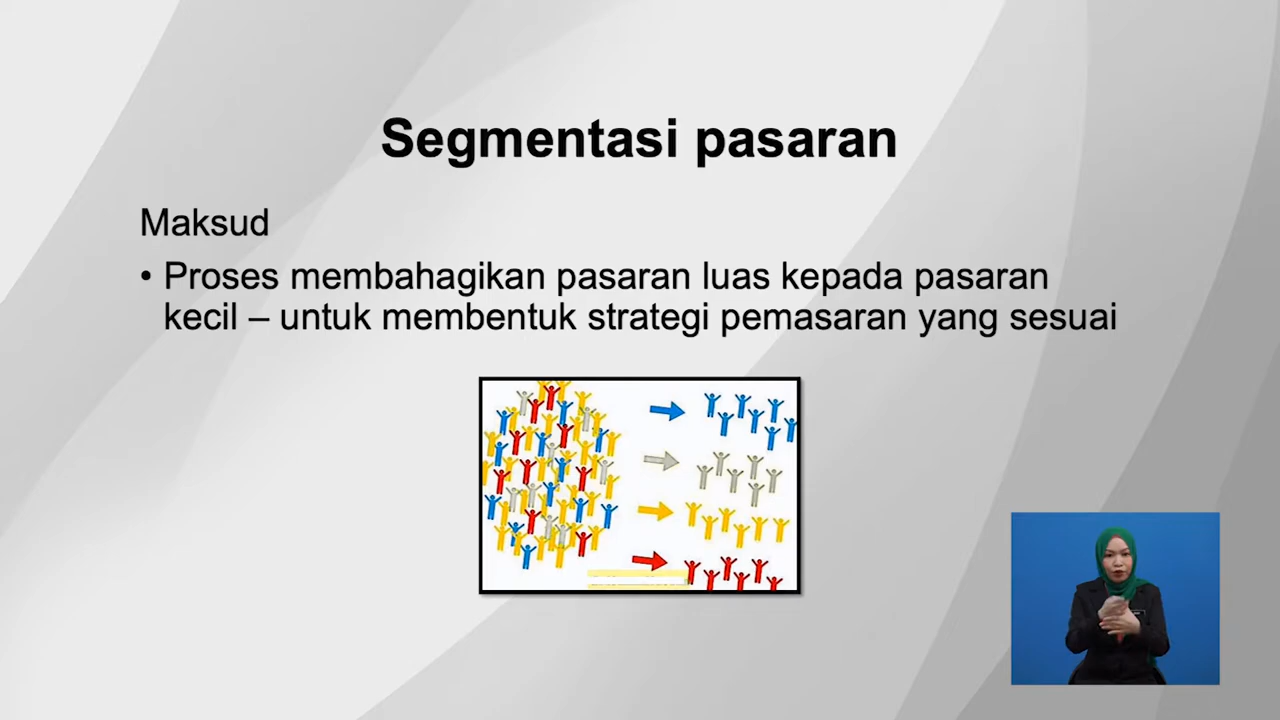 Segmentasi pasaran
Maksud
• Proses membahagikan pasaran luas kepada pasaran
kecil – untuk membentuk strategi pemasaran yang sesuai